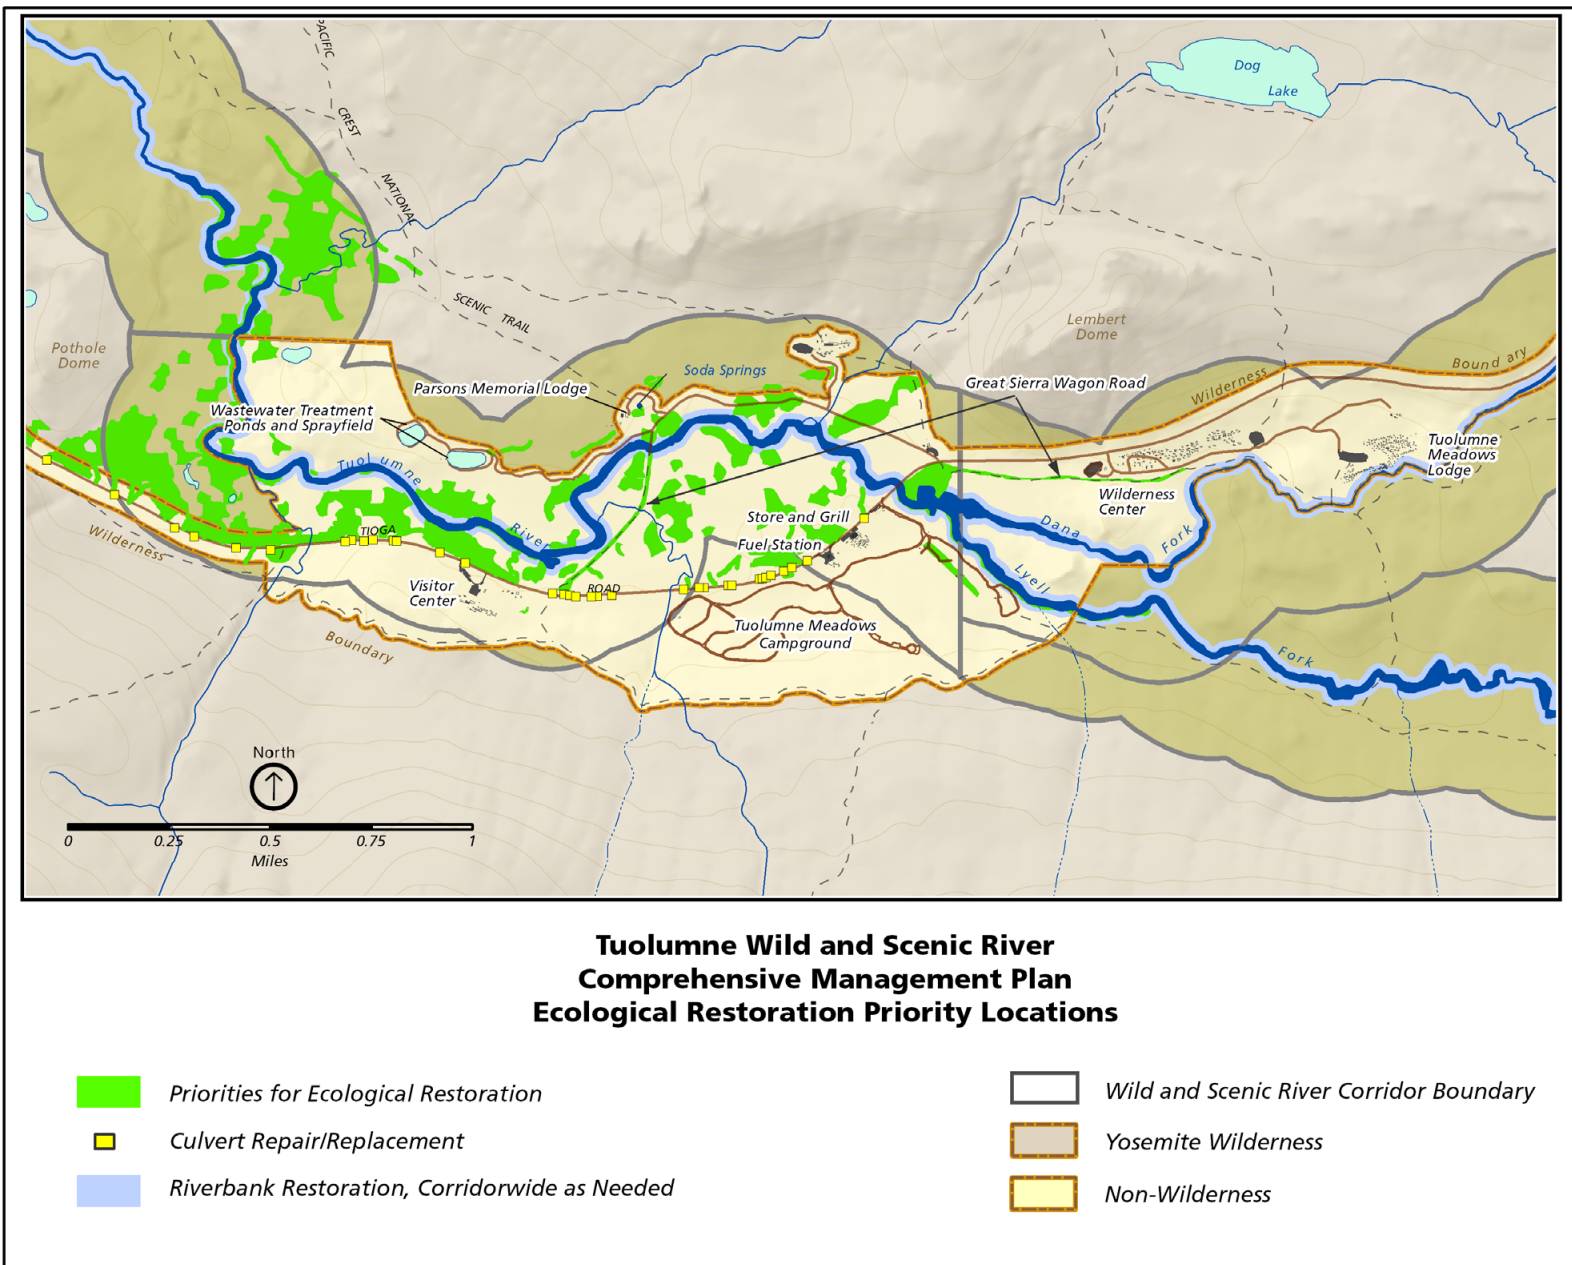 PACIFIC
CREST
NATIONAL
SCENIC TRAIL
Dog
Lake
Lembert
Dome
Pothole
Dome
Soda Springs
Parsons Memorial Lodge
Great Sierra Wagon Road
Wilderness
Bound ary
Wastewater Treatment
Ponds and Sprayfield
Tuolumne
Meadows
Lodge
Tuolumne
River
Wilderness
Center
Store and Grill
Fuel Station
Dana
Fork
Lyell
Fork
TIOGA
ROAD
Wilderness
Boundary
Visitor
Center
Tuolumne Meadows
Campground
North
0 0.25 0.5 0.75 1
Miles
Tuolumne Wild and Scenic River
Comprehensive Management Plan
Ecological Restoration Priority Locations
Priorities for Ecological Restoration
Culvert Repair/Replacement
Riverbank Restoration, Corridorwide as Needed
Wild and Scenic River Corridor Boundary
Yosemite Wilderness
Non-Wilderness